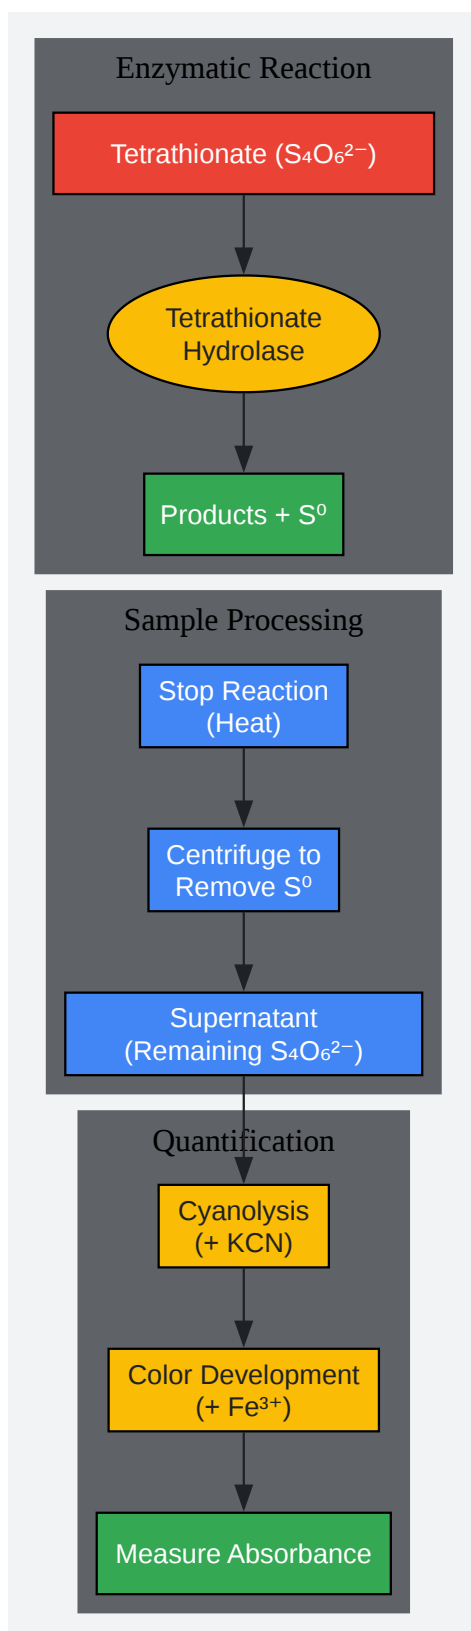 Enzymatic Reaction
Tetrathionate (S₄O₆²⁻)
Tetrathionate
Hydrolase
Products + S⁰
Sample Processing
Stop Reaction
(Heat)
Centrifuge to
Remove S⁰
Supernatant
(Remaining S₄O₆²⁻)
Quantification
Cyanolysis
(+ KCN)
Color Development
(+ Fe³⁺)
Measure Absorbance